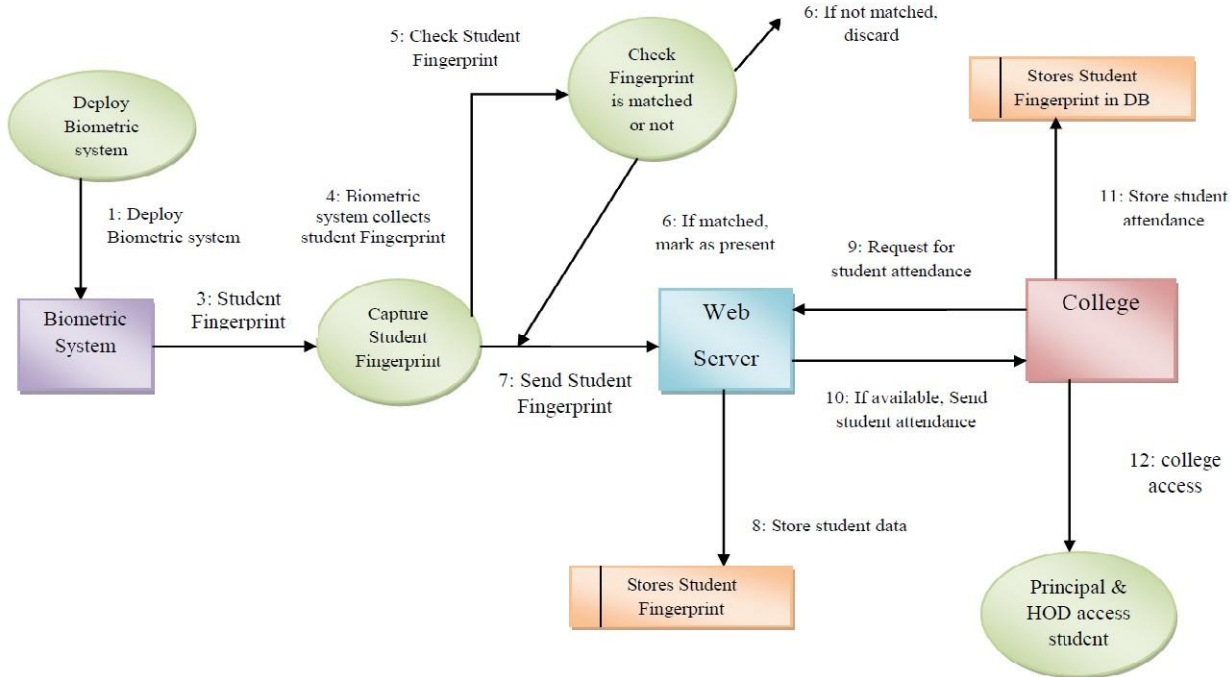 5: Check Student
Fingerprint
6: If not matched,
discard
Check
Fingerprint
is matched
or not
Stores Student
Fingerprint in DB
Deploy
Biometric
system
4: Biometric
system collects
student Fingerprint
11: Store student
attendance
1: Deploy
Biometric system
6: If matched,
mark as present
9: Request for
student attendance
Biometric
System
3: Student
Fingerprint
Capture
Student
Fingerprint
Web
Server
College
7: Send Student
Fingerprint
10: If available, Send
student attendance
12: college
access
8: Store student data
Stores Student
Fingerprint
Principal &
HOD access
student